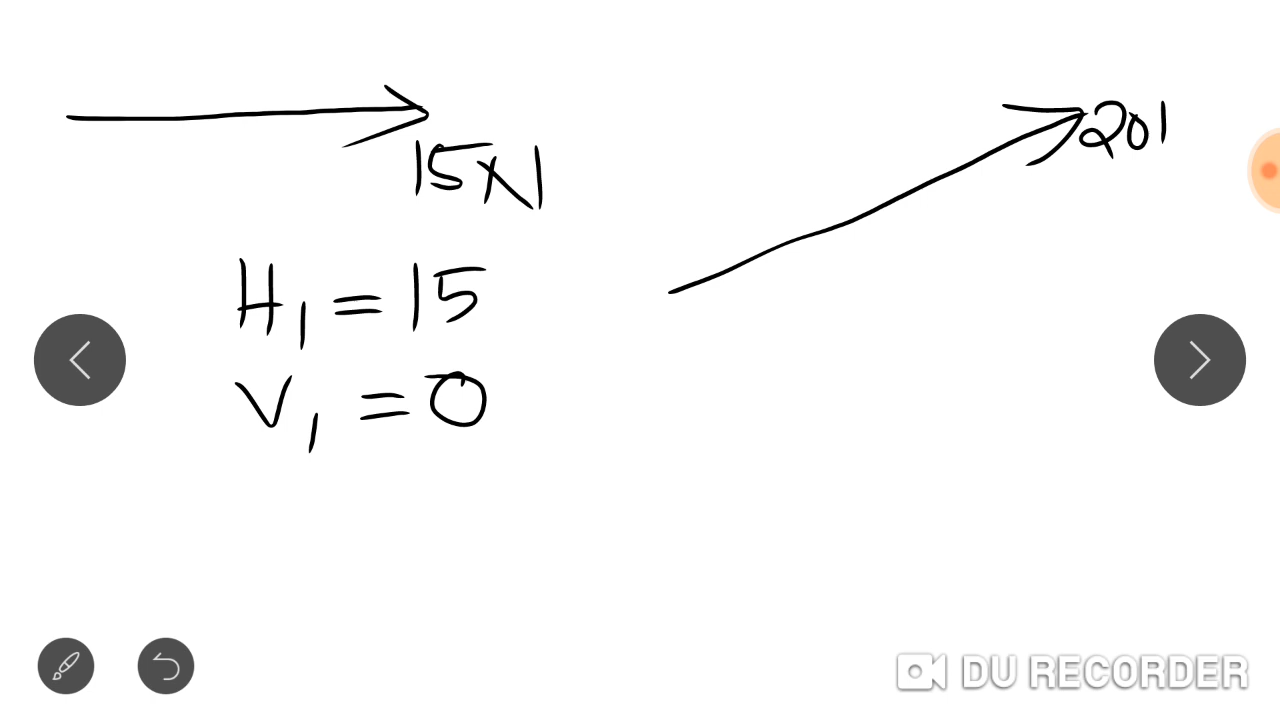 15 X 1
201
H₁ = 15
V₁ = 0
DU RECORDER